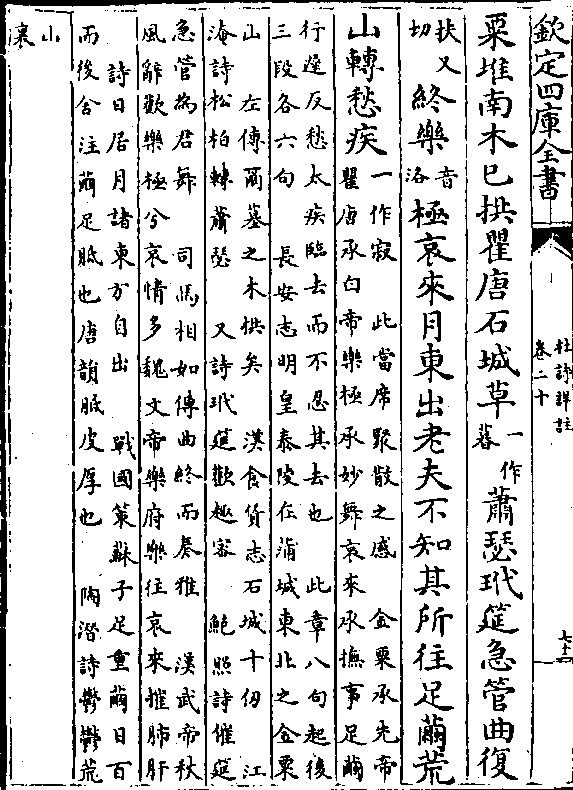 欽定四庫全書
杜詩詳註
卷二十
粟堆南木已拱瞿唐石城草一作暮蕭瑟玳筵急管曲復
扶又切終樂音洛極哀來月東出老夫不知其所往足繭荒
山轉愁疾一作寂　此當席聚散之感　金粟承先帝
瞿唐承白帝樂極承妙舞哀來承撫事足繭
行遲反愁太疾臨去而不忍其去也　此章八句起後
三段各六句　長安志明皇泰陵在蒲城東北之金粟
山　左傳爾墓之木拱矣　漢食貨志石城十仞　江
淹詩松柏轉蕭瑟　又詩玳筵歡趣密　鮑照詩催筵
急管為君舞　司馬相如傳曲終而奏雅　漢武帝秋
風辭歡樂極兮哀情多魏文帝樂府樂往哀來摧肺肝
詩日居月諸東方自出　戰國策蘇子足重繭日百
而後舍注繭足胝也唐韻胝皮厚也　陶潛詩鬱鬱荒
山
裏